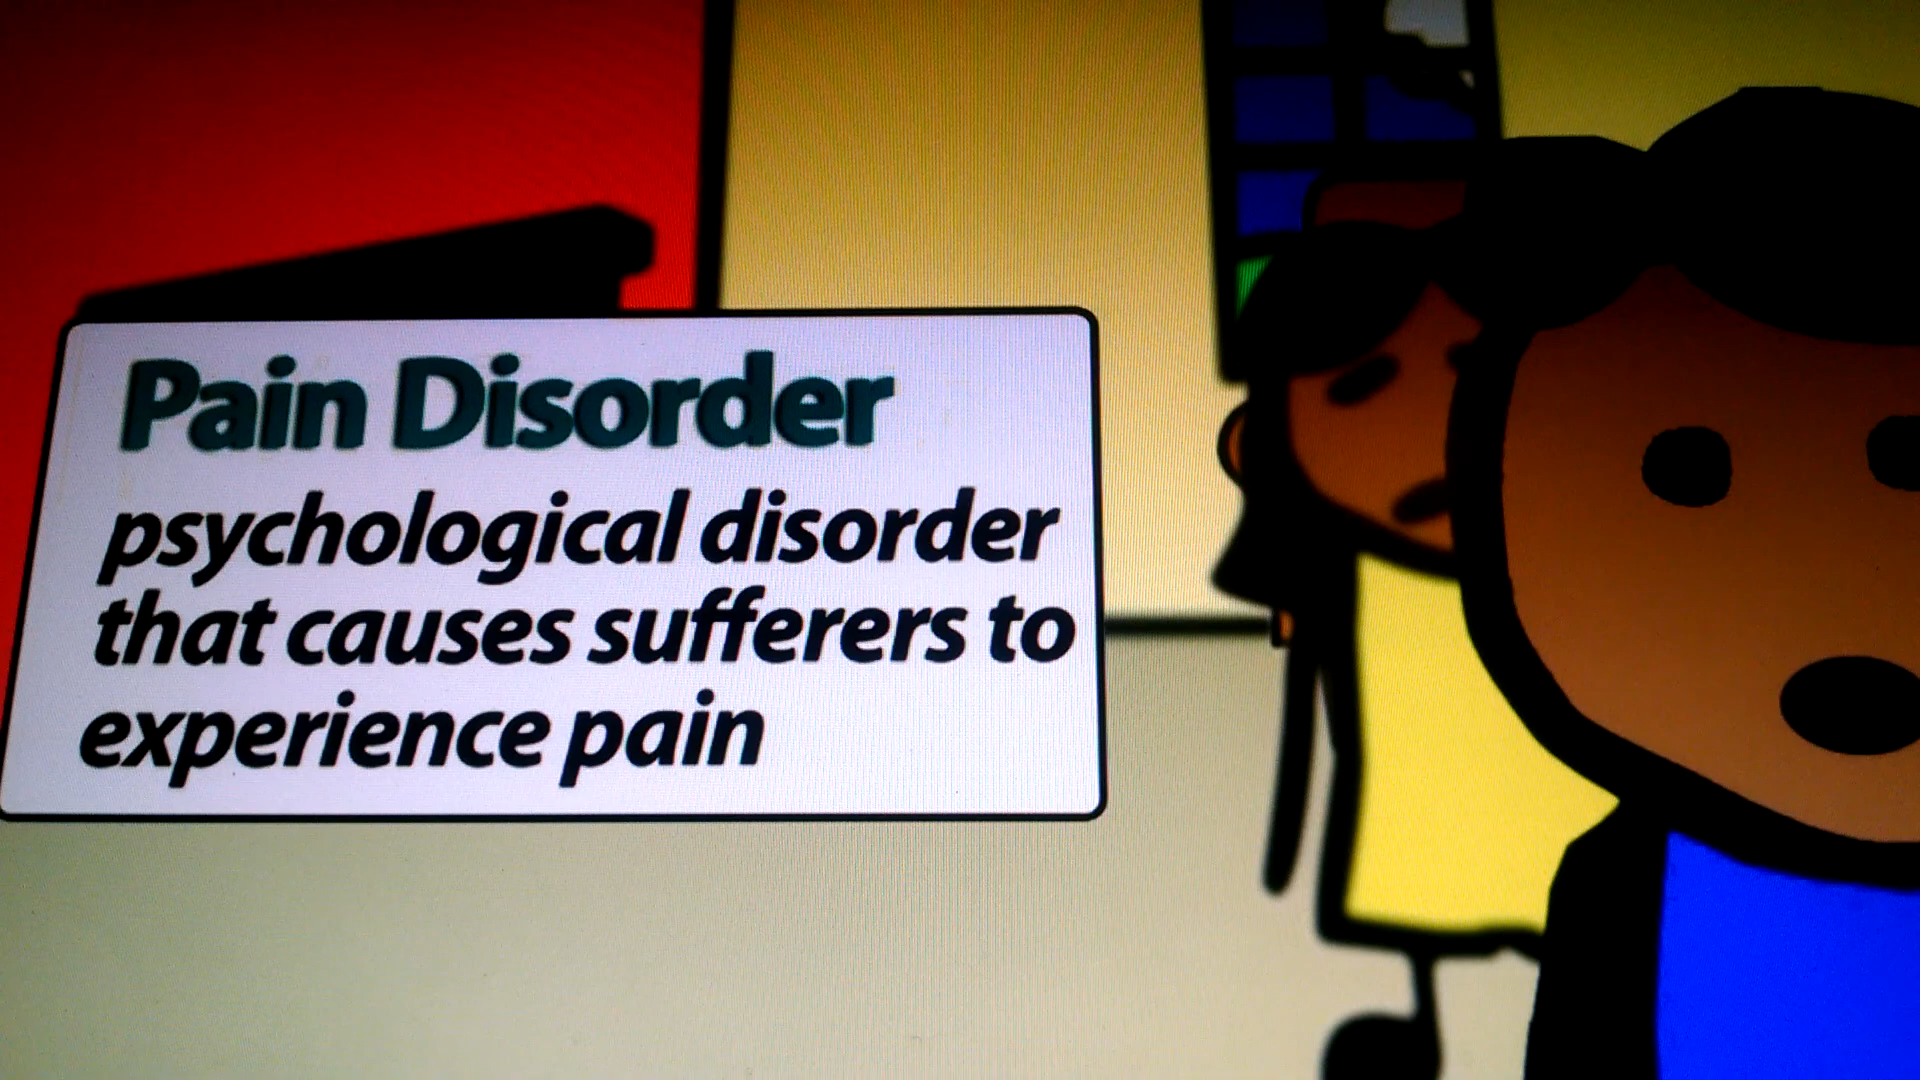 Pain Disorder
psychological disorder
that causes sufferers to
experience pain